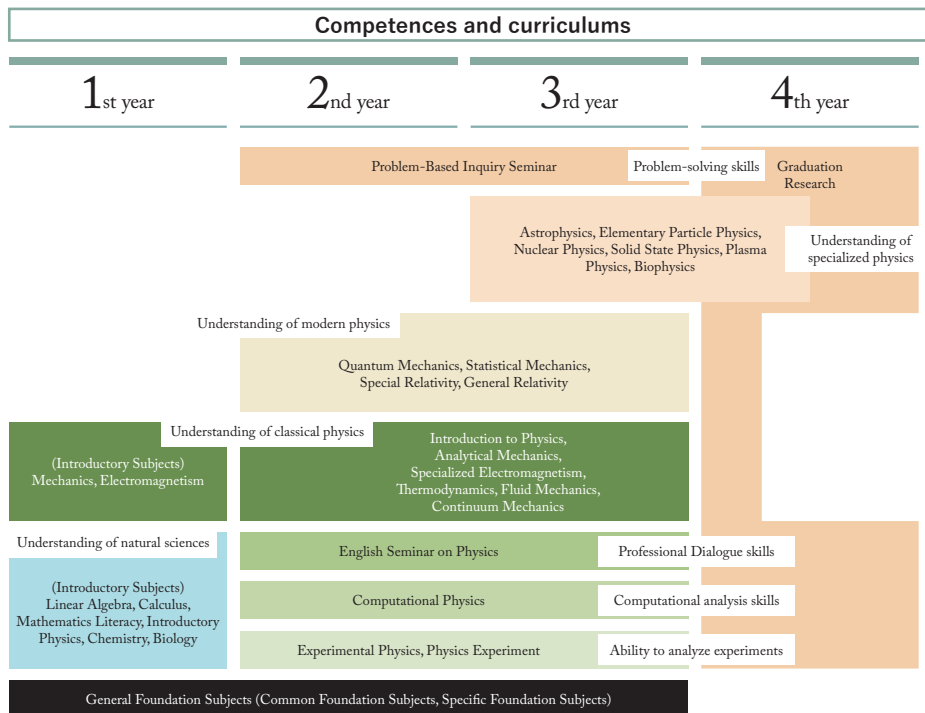 Competences and curriculums
1st year
2nd year
3rd year
4th year
Problem-Based Inquiry Seminar
Problem-solving skills
Graduation
Research
Astrophysics, Elementary Particle Physics,
Nuclear Physics, Solid State Physics, Plasma
Physics, Biophysics
Understanding of
specialized physics
Understanding of modern physics
Quantum Mechanics, Statistical Mechanics,
Special Relativity, General Relativity
Understanding of classical physics
(Introductory Subjects)
Mechanics, Electromagnetism
Introduction to Physics,
Analytical Mechanics,
Specialized Electromagnetism,
Thermodynamics, Fluid Mechanics,
Continuum Mechanics
Understanding of natural sciences
(Introductory Subjects)
Linear Algebra, Calculus,
Mathematics Literacy, Introductory
Physics, Chemistry, Biology
English Seminar on Physics
Professional Dialogue skills
Computational Physics
Computational analysis skills
Experimental Physics, Physics Experiment
Ability to analyze experiments
General Foundation Subjects (Common Foundation Subjects, Specific Foundation Subjects)